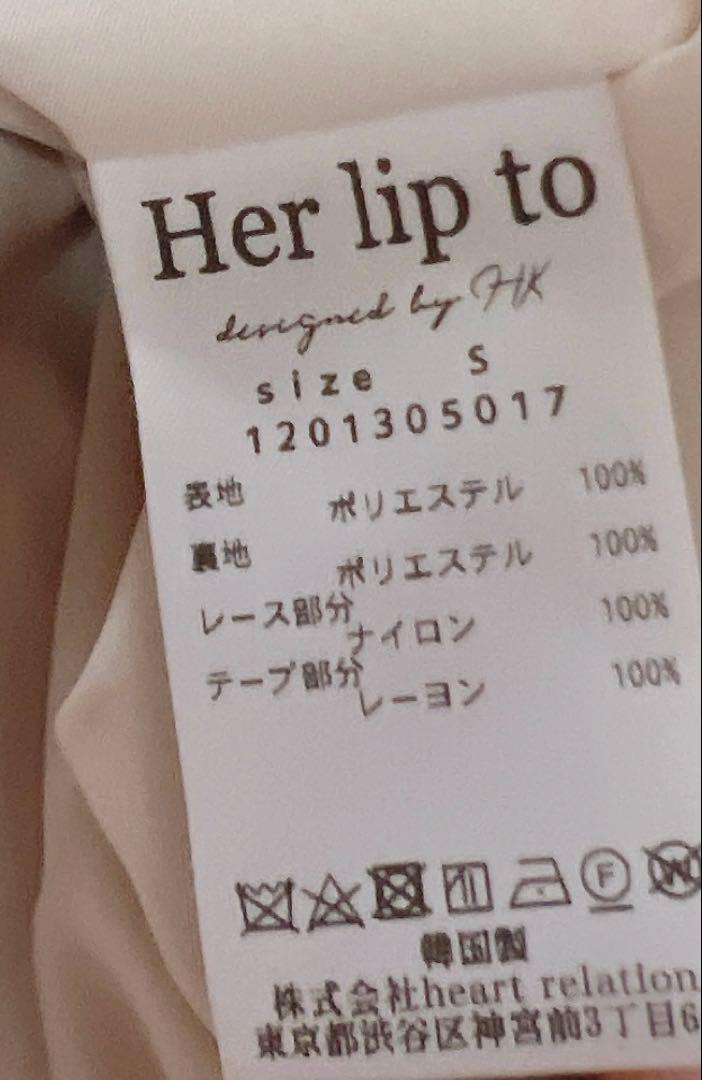 Her lip to
designed by HK
size S
1201305017
表地 ポリエステル 100%
裏地 ポリエステル 100%
レース部分 ナイロン 100%
テープ部分 レーヨン 100%
F W
韓国製
株式会社heart relation
東京都渋谷区神宮前3丁目6